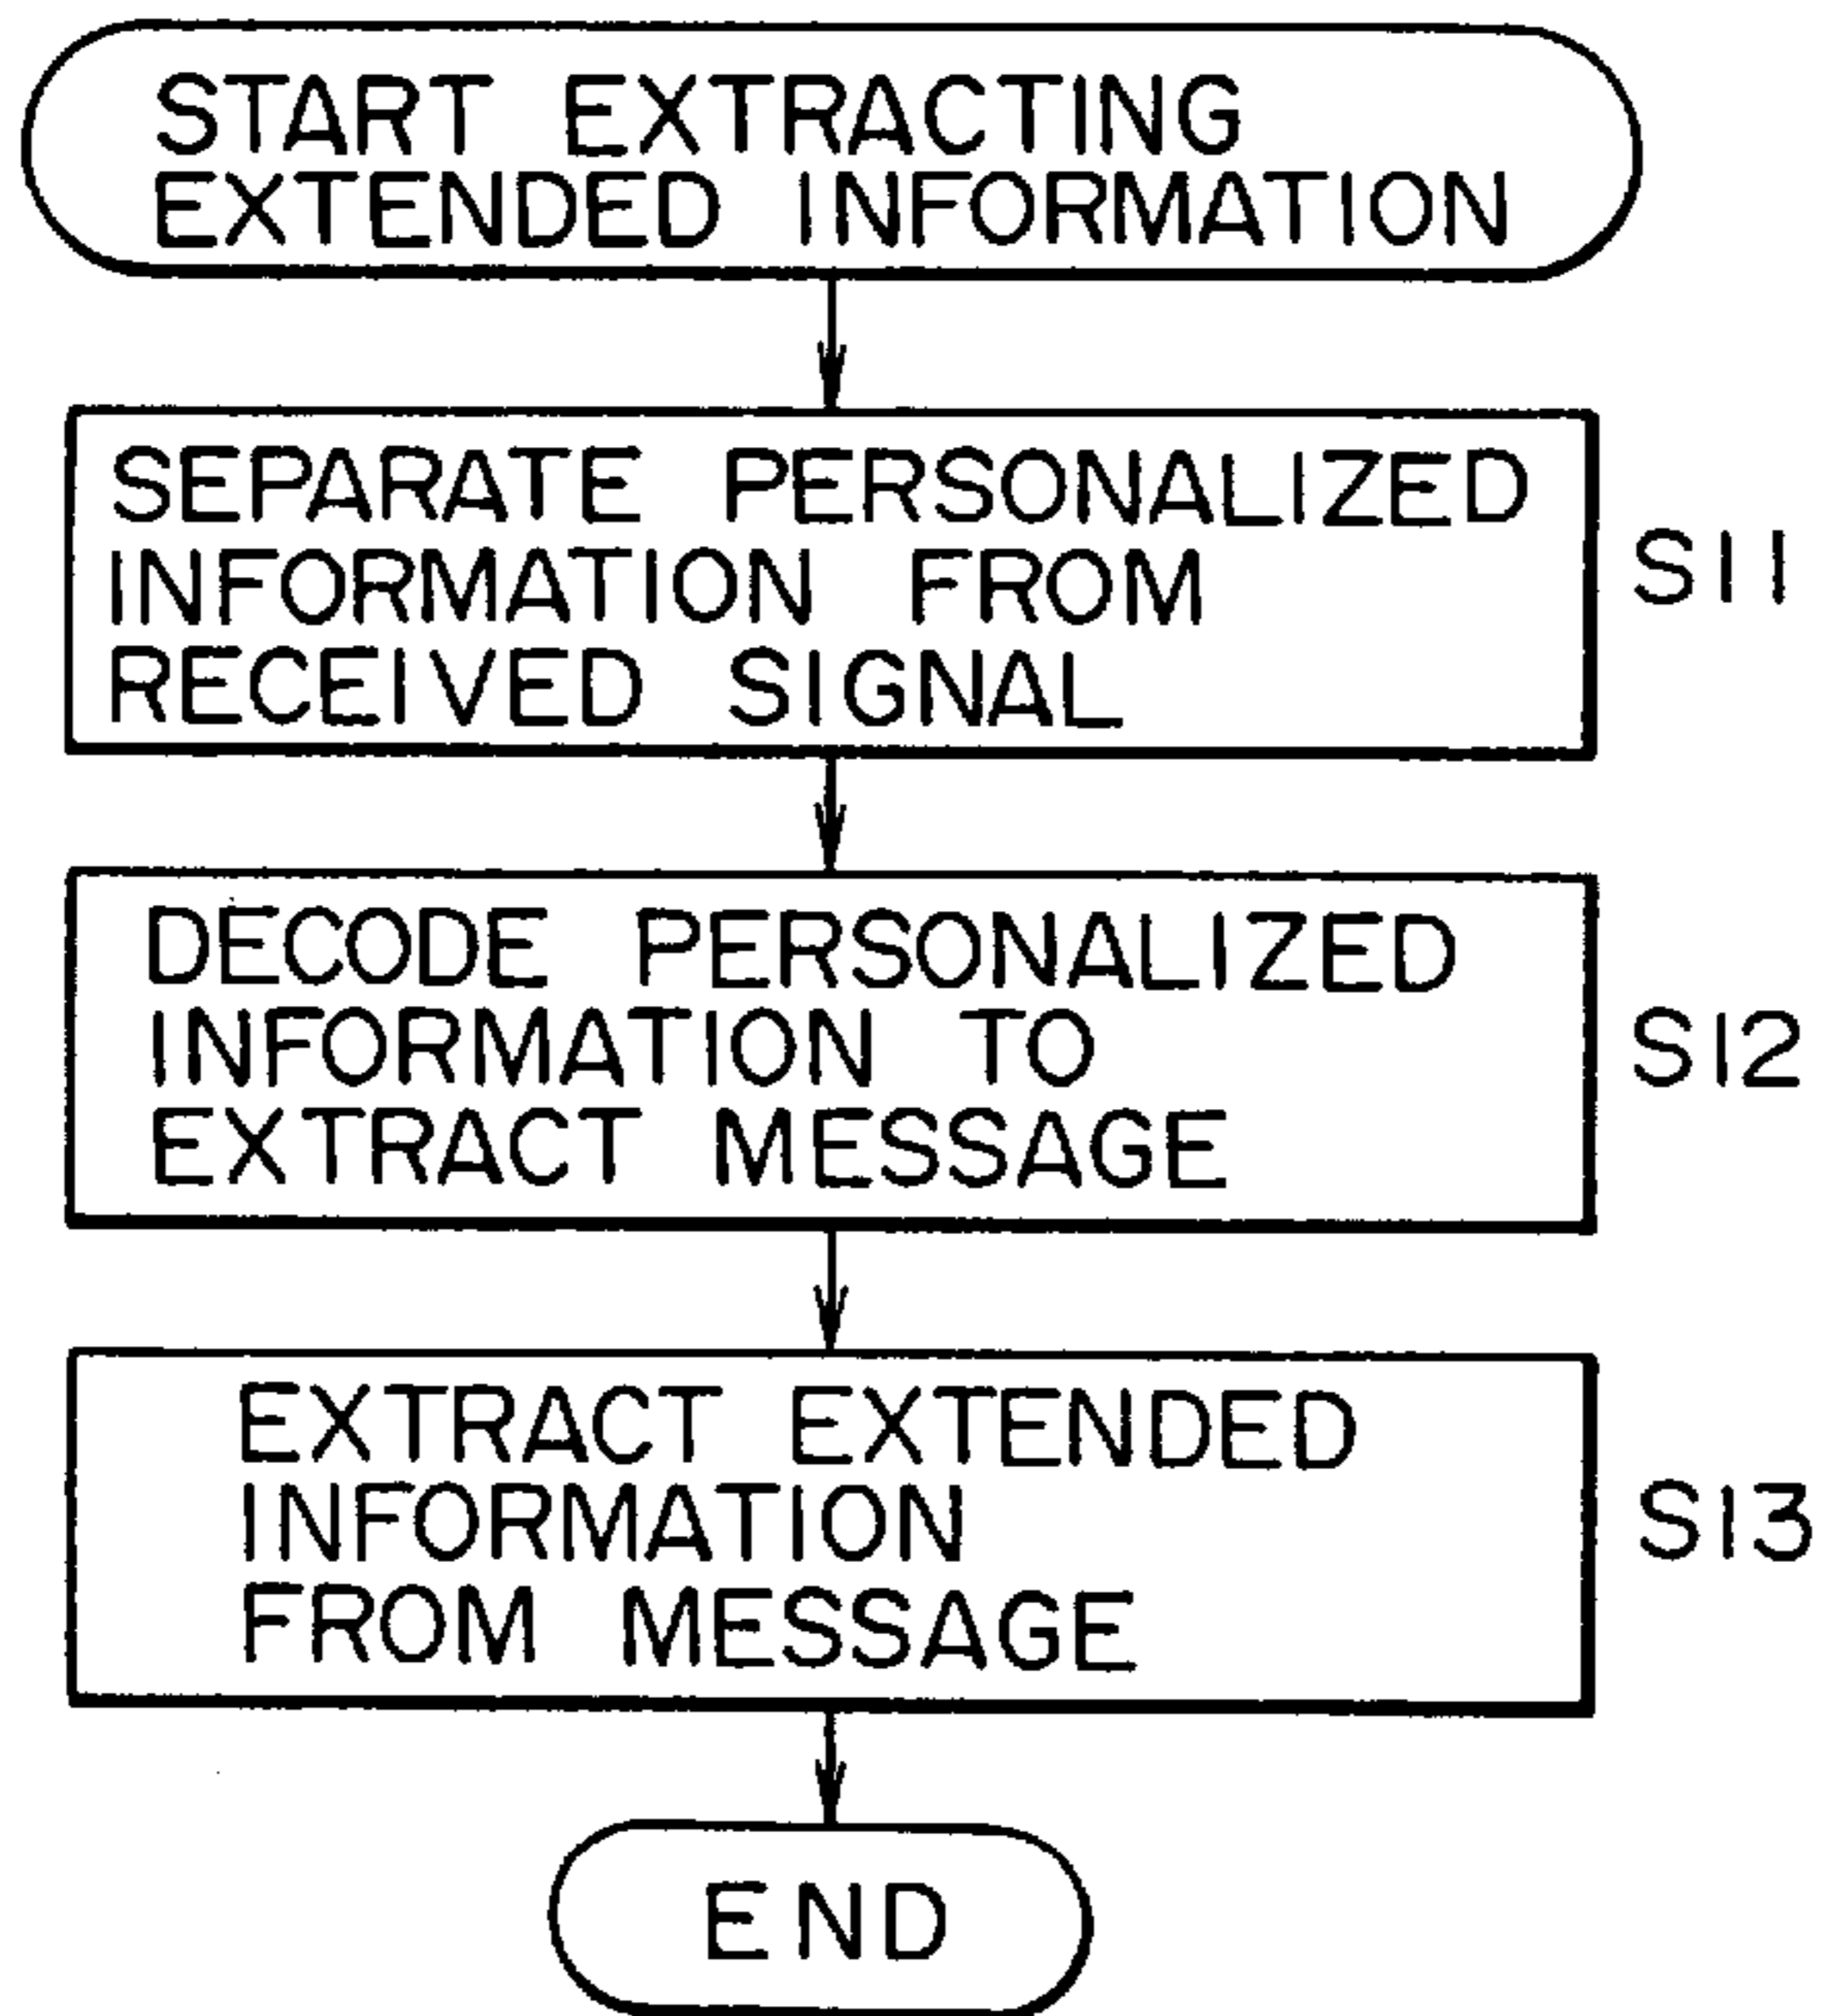 START EXTRACTING
EXTENDED INFORMATION
SEPARATE PERSONALIZED
INFORMATION FROM
RECEIVED SIGNAL
S11
DECODE PERSONALIZED
INFORMATION TO
EXTRACT MESSAGE
S12
EXTRACT EXTENDED
INFORMATION
FROM MESSAGE
S13
END